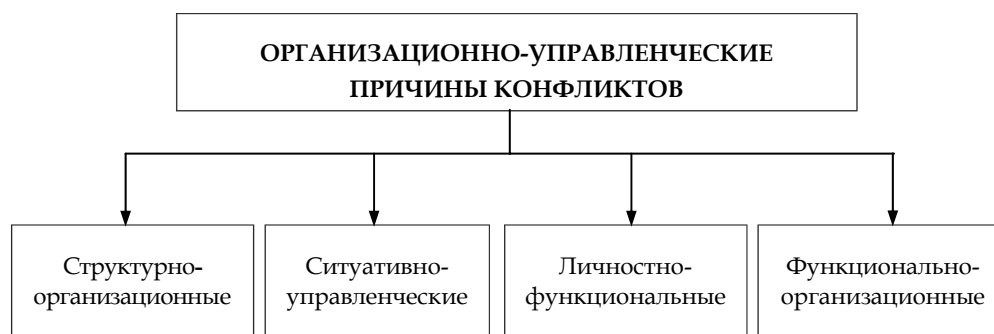 ОРГАНИЗАЦИОННО-УПРАВЛЕНЧЕСКИЕ
ПРИЧИНЫ КОНФЛИКТОВ
Структурно-
организационные
Ситуативно-
управленческие
Личностно-
функциональные
Функционально-
организационные